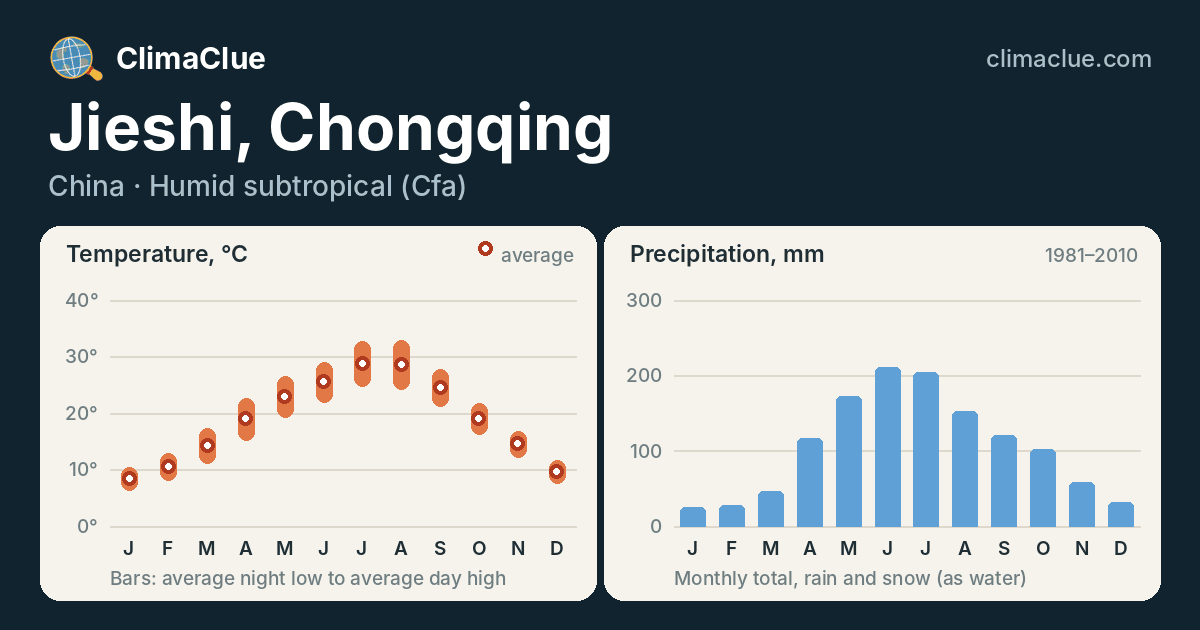 ClimaClue
climaclue.com
Jieshi, Chongqing
China · Humid subtropical (Cfa)
Temperature, °C
average
40°
30°
20°
10°
0°
J F M A M J J A S O N D
Bars: average night low to average day high
Precipitation, mm
1981–2010
300
200
100
0
J F M A M J J A S O N D
Monthly total, rain and snow (as water)